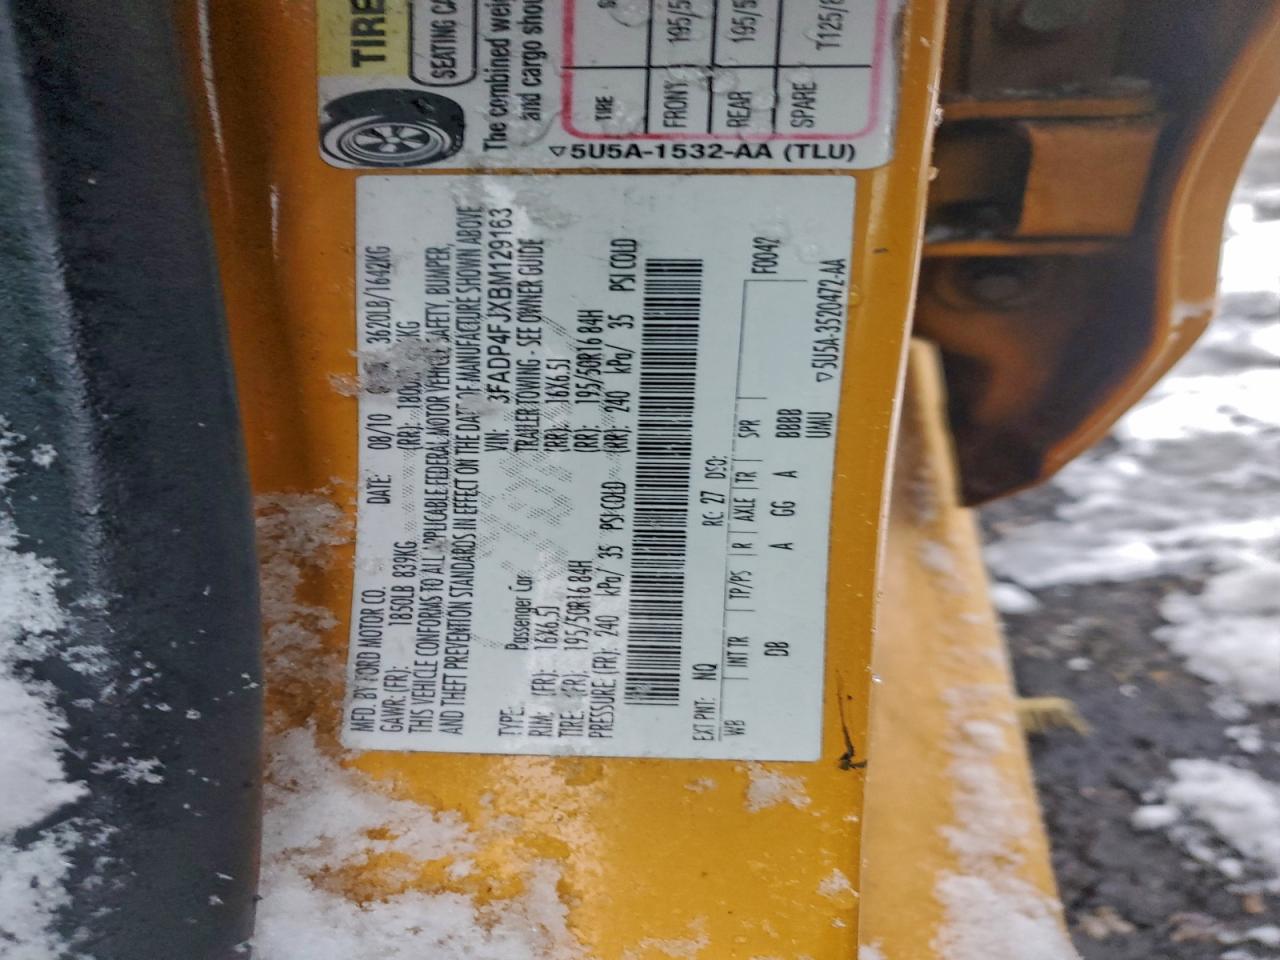 TIRE
SEATING CA
The combined wei
and cargo shou
TIRE
FRONT 195/5
REAR 195/5
SPARE T125/8
5U5A-1532-AA (TLU)
MFD. BY FORD MOTOR CO.
DATE: 08/10 3620LB/1642KG
GAWR: (FR): 1850LB 839KG (RR): 180 KG
THIS VEHICLE CONFORMS TO ALL APPLICABLE FEDERAL MOTOR VEHICLE SAFETY, BUMPER,
AND THEFT PREVENTION STANDARDS IN EFFECT ON THE DATE OF MANUFACTURE SHOWN ABOVE
VIN: 3FADP4FJXBM129163
TYPE: Passenger Car TRAILER TOWING - SEE OWNER GUIDE
RIM: (FR): 16X6.5J (RR): 16X6.5J
TIRE: (FR): 195/50R16 84H (RR): 195/50R16 84H
PRESSURE (FR): 240 kPa/ 35 PSI COLD (RR): 240 kPa/ 35 PSI COLD
EXT PNT: NQ RC: 27 DSO: F0042
WB INT TR TP/PS R AXLE TR SPR
DB A GG A BBBB
UMU
5U5A-3520472-AA